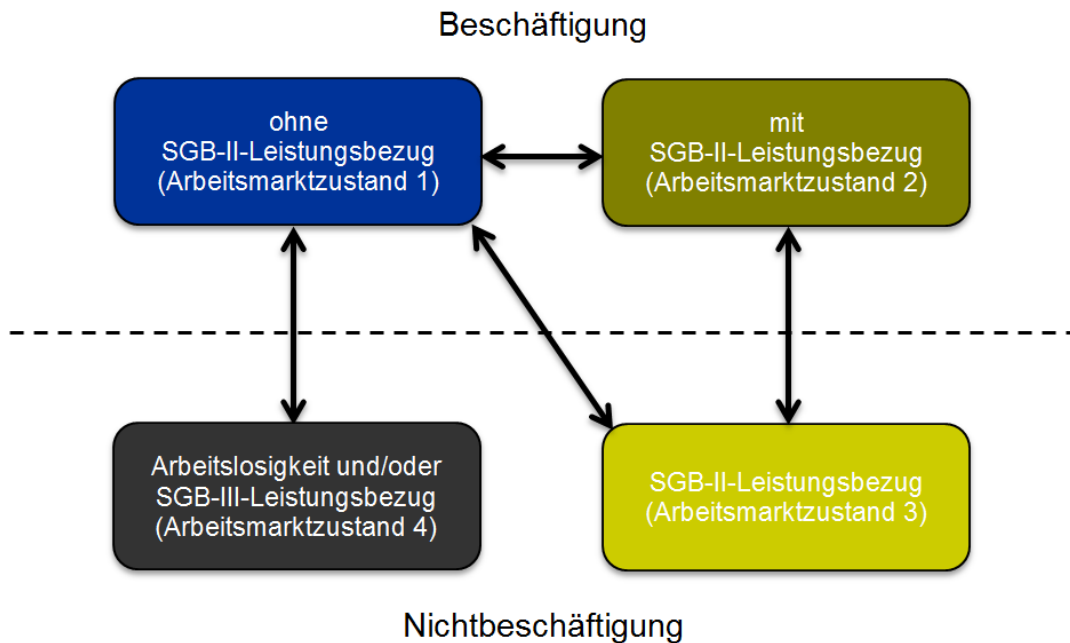 Beschäftigung
ohne
SGB-II-Leistungsbezug
(Arbeitsmarktzustand 1)
mit
SGB-II-Leistungsbezug
(Arbeitsmarktzustand 2)
Arbeitslosigkeit und/oder
SGB-III-Leistungsbezug
(Arbeitsmarktzustand 4)
SGB-II-Leistungsbezug
(Arbeitsmarktzustand 3)
Nichtbeschäftigung